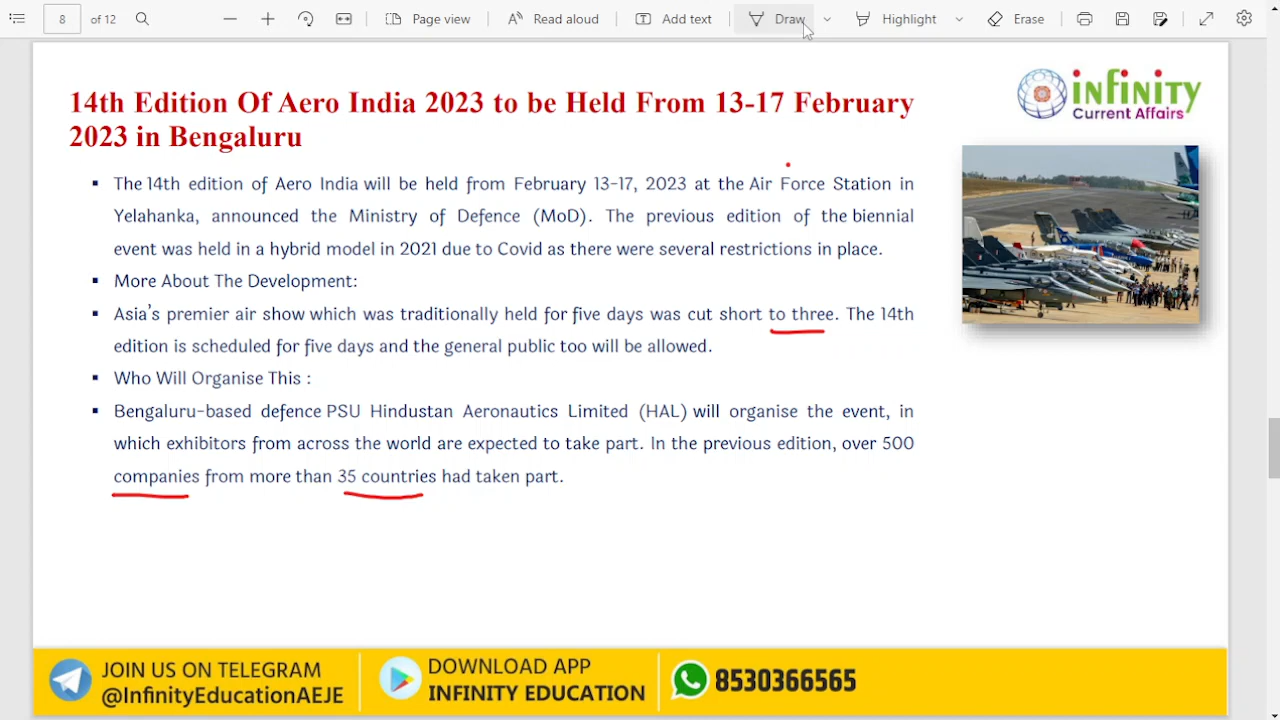 8 of 12 Page view Read aloud Add text Draw Highlight Erase
14th Edition Of Aero India 2023 to be Held From 13-17 February
2023 in Bengaluru
infinity
Current Affairs
▪ The 14th edition of Aero India will be held from February 13-17, 2023 at the Air Force Station in
Yelahanka, announced the Ministry of Defence (MoD). The previous edition of the biennial
event was held in a hybrid model in 2021 due to Covid as there were several restrictions in place.
▪ More About The Development:
▪ Asia's premier air show which was traditionally held for five days was cut short to three. The 14th
edition is scheduled for five days and the general public too will be allowed.
▪ Who Will Organise This :
▪ Bengaluru-based defence PSU Hindustan Aeronautics Limited (HAL) will organise the event, in
which exhibitors from across the world are expected to take part. In the previous edition, over 500
companies from more than 35 countries had taken part.
JOIN US ON TELEGRAM
@InfinityEducationAEJE
DOWNLOAD APP
INFINITY EDUCATION
8530366565